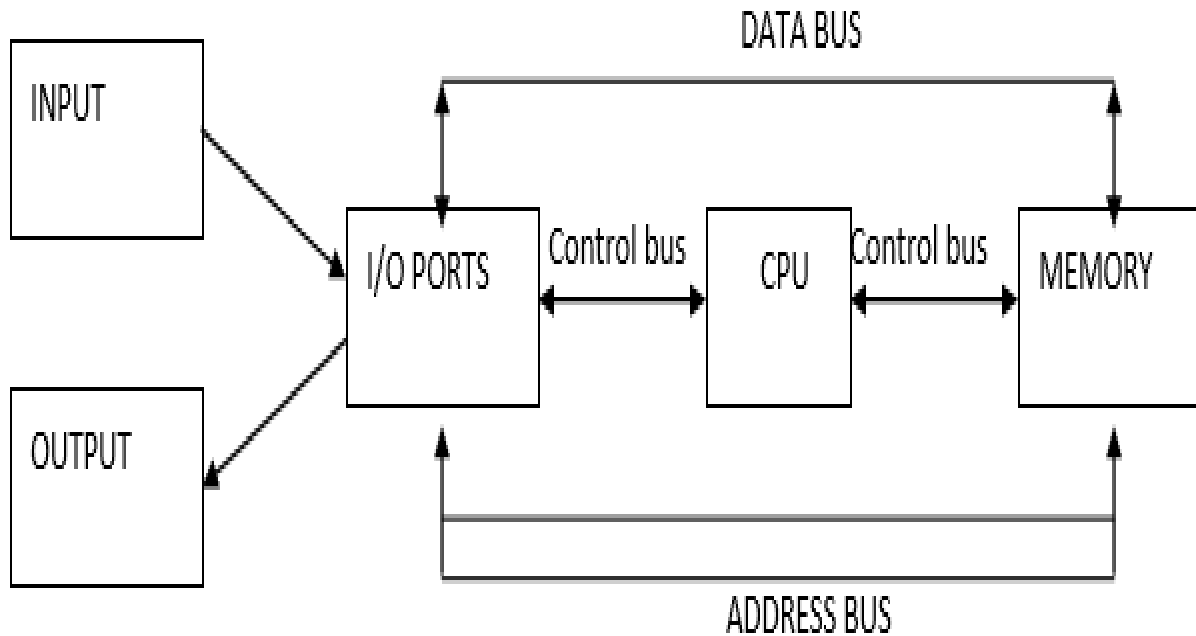 DATA BUS
INPUT
I/O PORTS
Control bus
CPU
Control bus
MEMORY
OUTPUT
ADDRESS BUS